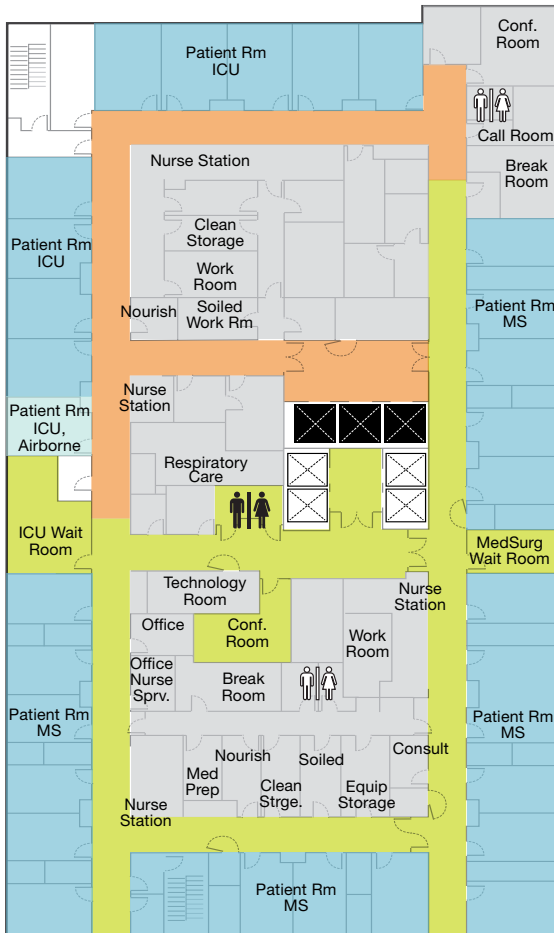 Conf.
Room
Patient Rm
ICU
Call Room
Nurse Station
Break
Room
Clean
Storage
Patient Rm
ICU
Work
Room
Patient Rm
MS
Nourish
Soiled
Work Rm
Nurse
Station
Patient Rm
ICU,
Airborne
Respiratory
Care
ICU Wait
Room
MedSurg
Wait Room
Technology
Room
Nurse
Station
Office
Conf.
Room
Work
Room
Office
Nurse
Sprv.
Break
Room
Patient Rm
MS
Patient Rm
MS
Nourish
Soiled
Consult
Med
Prep
Clean
Strge.
Equip
Storage
Nurse
Station
Patient Rm
MS